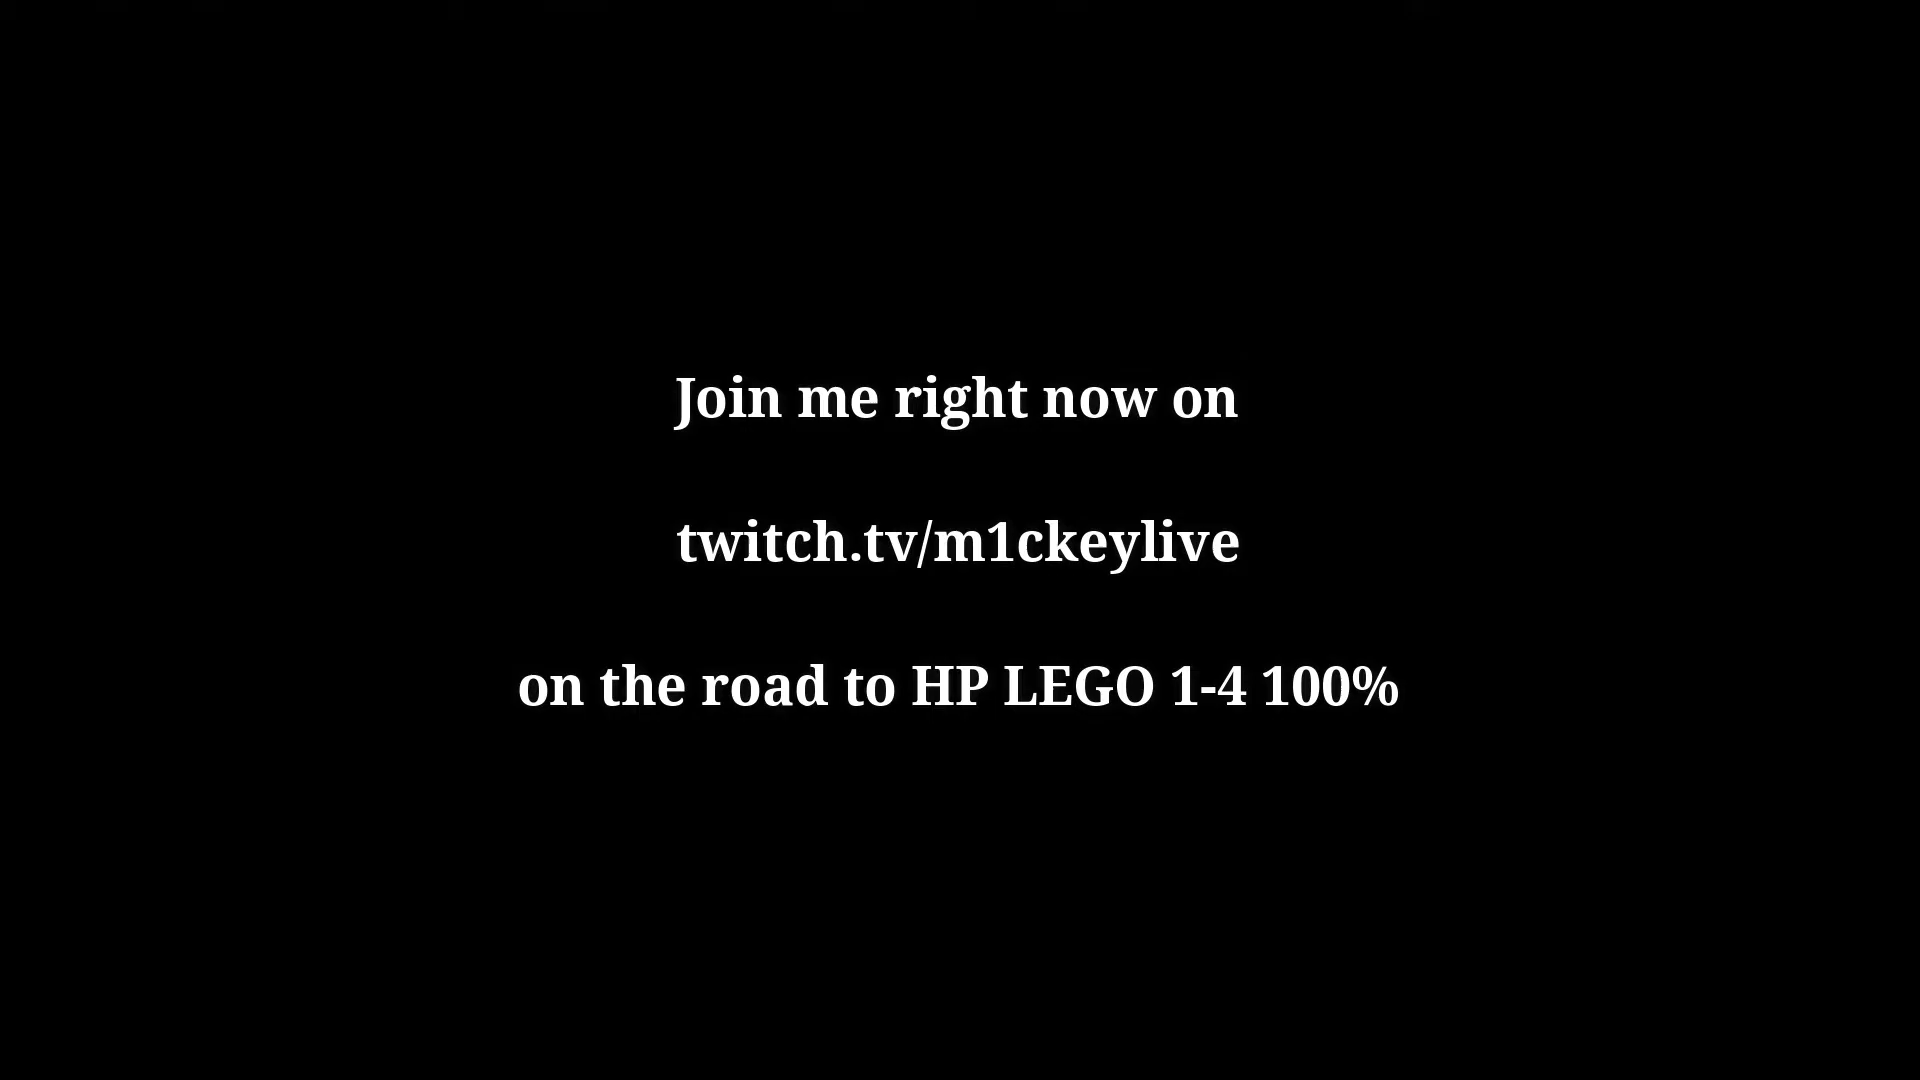 Join me right now on
twitch.tv/m1ckeylive
on the road to HP LEGO 1-4 100%